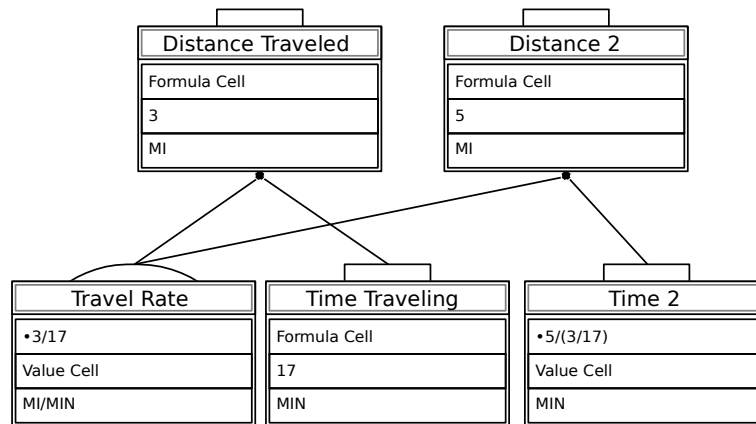 Distance Traveled
Formula Cell
3
MI
Distance 2
Formula Cell
5
MI
Travel Rate
•3/17
Value Cell
MI/MIN
Time Traveling
Formula Cell
17
MIN
Time 2
•5/(3/17)
Value Cell
MIN